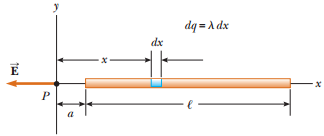 y
dq = λ dx
dx
x
E⃗
P
x
a
ℓ